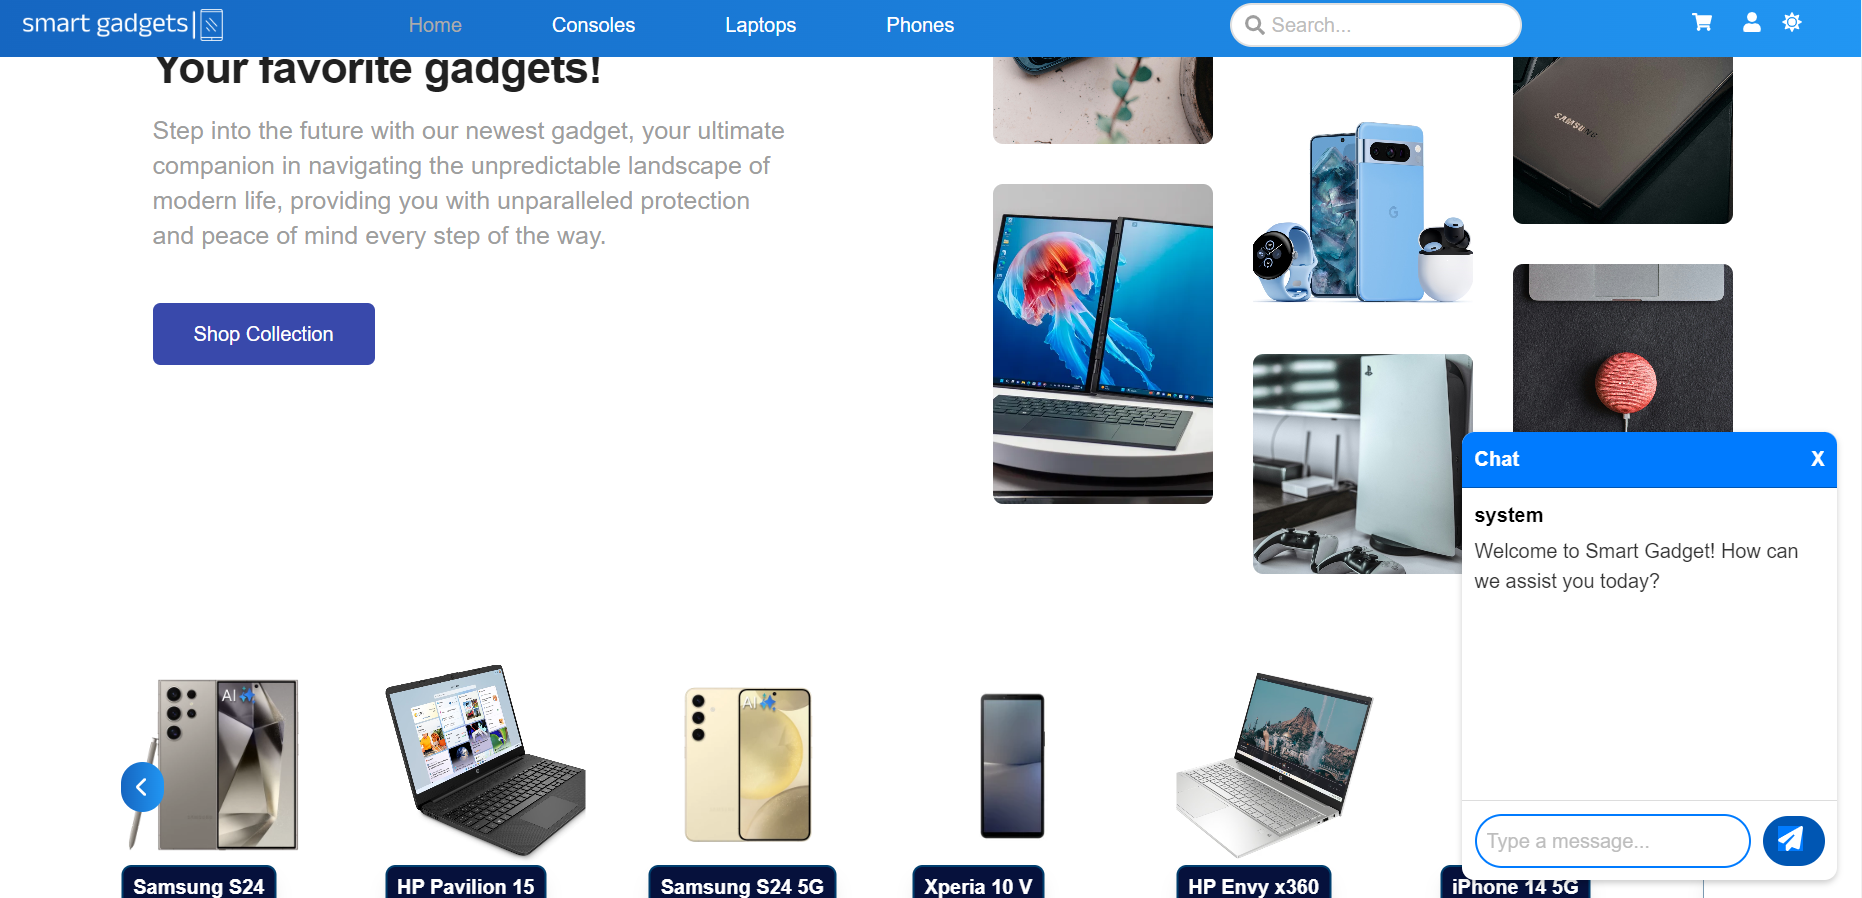 smart gadgets
Home
Consoles
Laptops
Phones
Search...
Your favorite gadgets!
Step into the future with our newest gadget, your ultimate
companion in navigating the unpredictable landscape of
modern life, providing you with unparalleled protection
and peace of mind every step of the way.
Shop Collection
SAMSUNG
G
Chat
X
system
Welcome to Smart Gadget! How can
we assist you today?
Type a message...
AI
AI
Samsung S24
HP Pavilion 15
Samsung S24 5G
Xperia 10 V
HP Envy x360
iPhone 14 5G